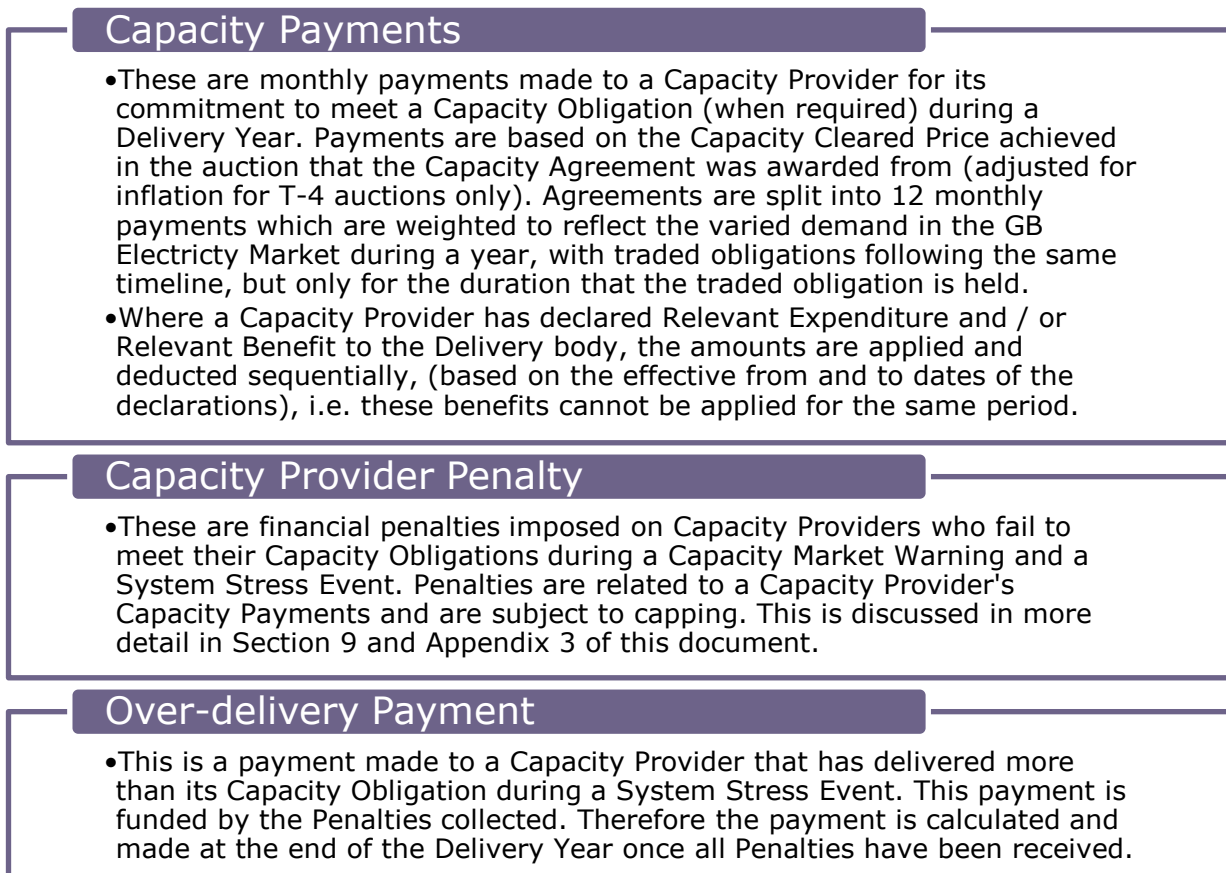 Capacity Payments
•These are monthly payments made to a Capacity Provider for its
commitment to meet a Capacity Obligation (when required) during a
Delivery Year. Payments are based on the Capacity Cleared Price achieved
in the auction that the Capacity Agreement was awarded from (adjusted for
inflation for T-4 auctions only). Agreements are split into 12 monthly
payments which are weighted to reflect the varied demand in the GB
Electricty Market during a year, with traded obligations following the same
timeline, but only for the duration that the traded obligation is held.
•Where a Capacity Provider has declared Relevant Expenditure and / or
Relevant Benefit to the Delivery body, the amounts are applied and
deducted sequentially, (based on the effective from and to dates of the
declarations), i.e. these benefits cannot be applied for the same period.
Capacity Provider Penalty
•These are financial penalties imposed on Capacity Providers who fail to
meet their Capacity Obligations during a Capacity Market Warning and a
System Stress Event. Penalties are related to a Capacity Provider's
Capacity Payments and are subject to capping. This is discussed in more
detail in Section 9 and Appendix 3 of this document.
Over-delivery Payment
•This is a payment made to a Capacity Provider that has delivered more
than its Capacity Obligation during a System Stress Event. This payment is
funded by the Penalties collected. Therefore the payment is calculated and
made at the end of the Delivery Year once all Penalties have been received.